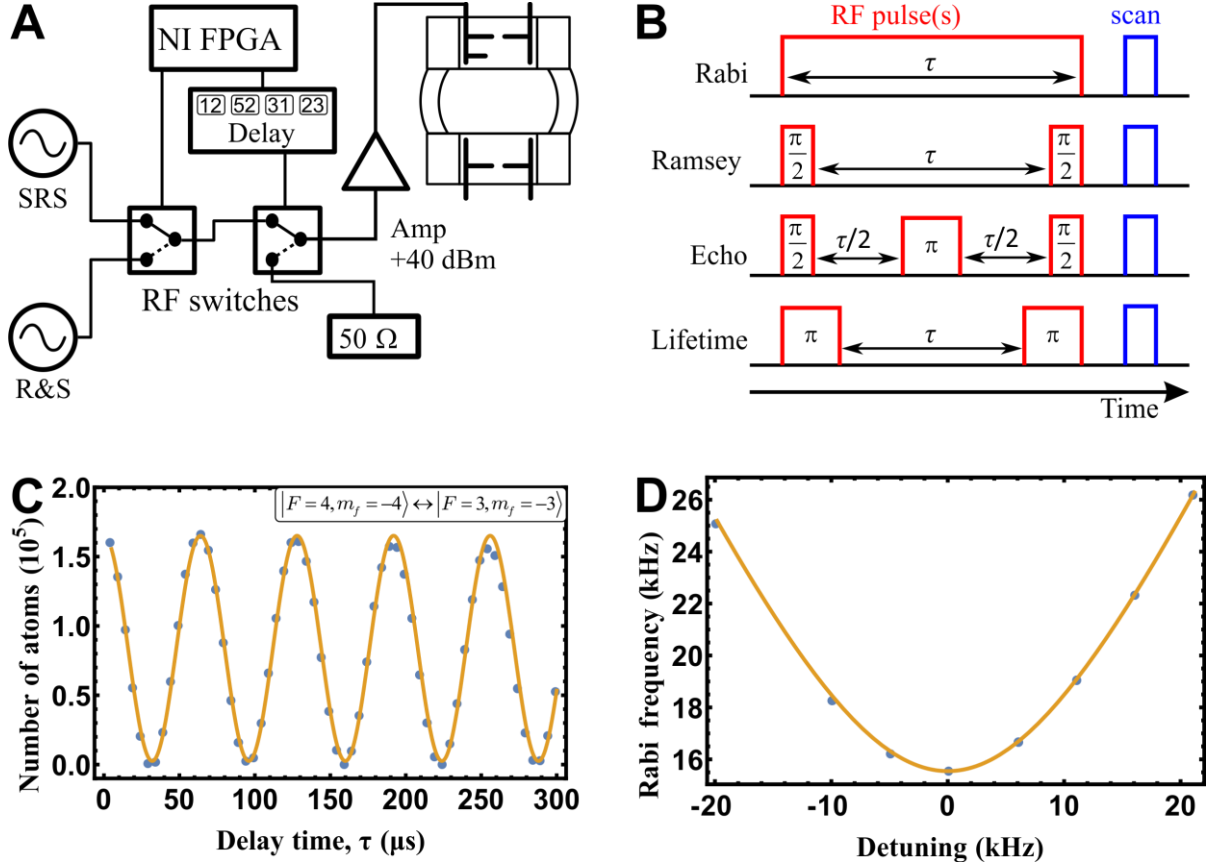 A
NI FPGA
12 52 31 23
Delay
SRS
R&S
RF switches
50 Ω
Amp
+40 dBm
B
RF pulse(s)
scan
Rabi
τ
Ramsey
π/2
τ
π/2
Echo
π/2
τ/2
π
τ/2
π/2
Lifetime
π
τ
π
Time
C
|F=4,m_f=−4⟩↔|F=3,m_f=−3⟩
Number of atoms (10⁵)
2.0
1.5
1.0
0.5
0.0
0 50 100 150 200 250 300
Delay time, τ (μs)
D
Rabi frequency (kHz)
26
24
22
20
18
16
-20 -10 0 10 20
Detuning (kHz)